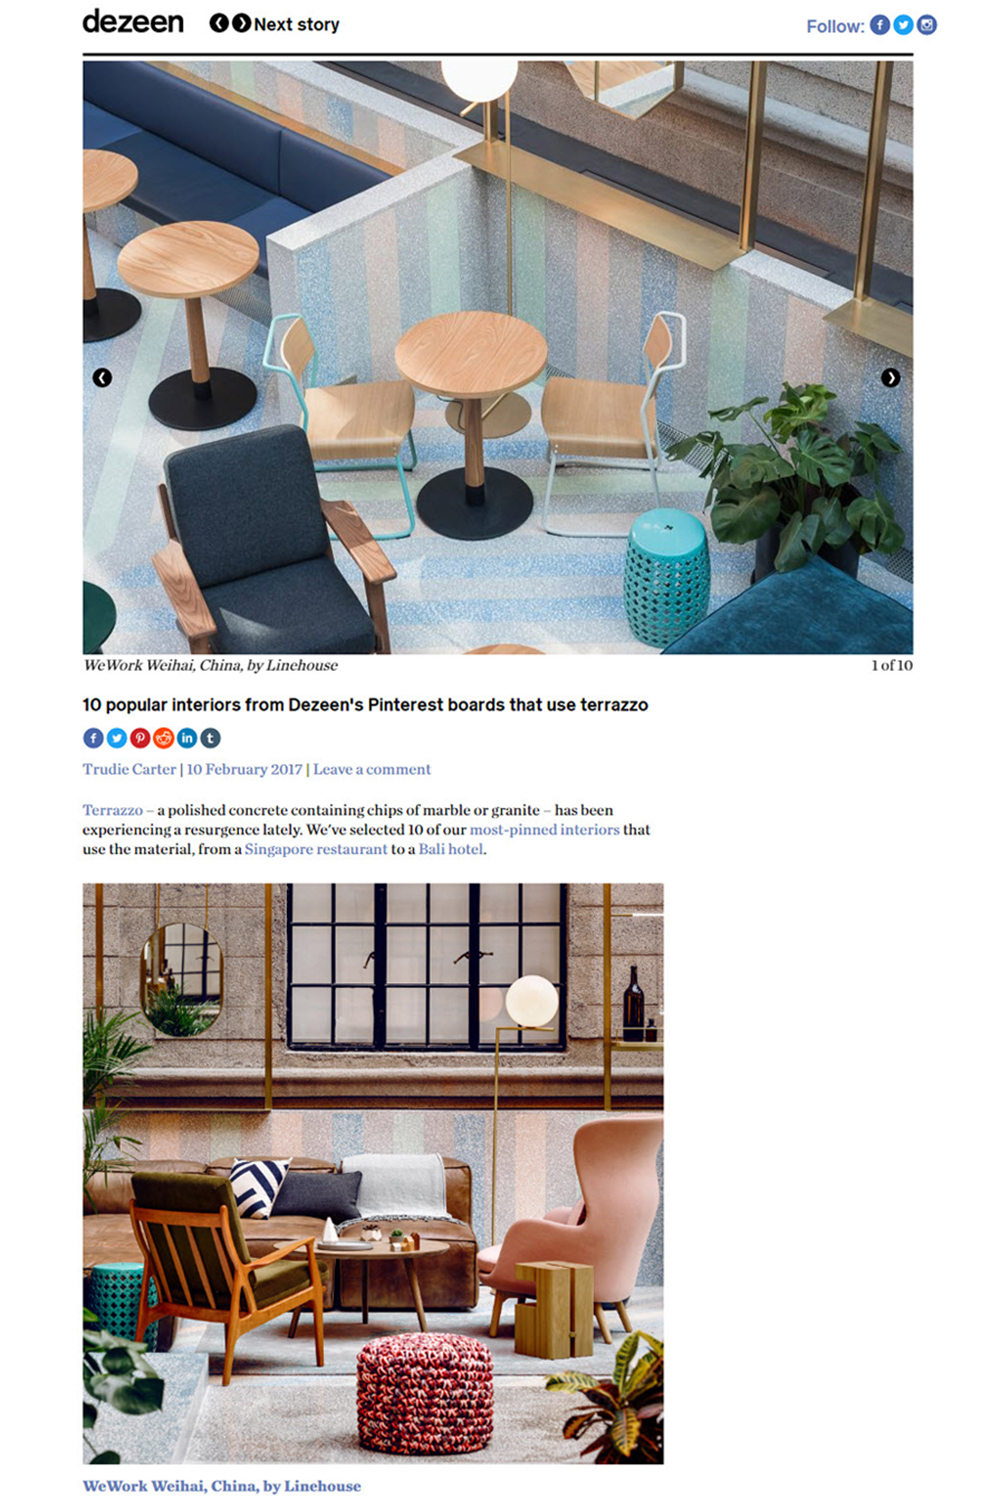 dezeen
Next story
Follow:
WeWork Weihai, China, by Linehouse
1 of 10
10 popular interiors from Dezeen's Pinterest boards that use terrazzo
Trudie Carter | 10 February 2017 | Leave a comment
Terrazzo – a polished concrete containing chips of marble or granite – has been
experiencing a resurgence lately. We've selected 10 of our most-pinned interiors that
use the material, from a Singapore restaurant to a Bali hotel.
WeWork Weihai, China, by Linehouse